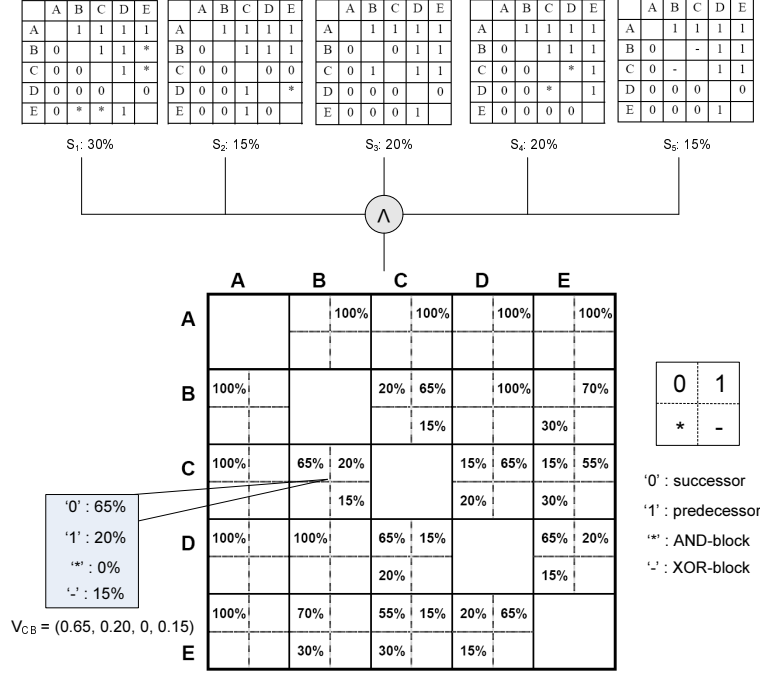 A B C D E
A 1 1 1 1
B 0 1 1 *
C 0 0 1 *
D 0 0 0 0
E 0 * * 1
A B C D E
A 1 1 1 1
B 0 1 1 1
C 0 0 0 0
D 0 0 1 *
E 0 0 1 0
A B C D E
A 1 1 1 1
B 0 0 1 1
C 0 1 1 1
D 0 0 0 0
E 0 0 0 1
A B C D E
A 1 1 1 1
B 0 1 1 1
C 0 0 * 1
D 0 0 * 1
E 0 0 0 0
A B C D E
A 1 1 1 1
B 0 - 1 1
C 0 - 1 1
D 0 0 0 0
E 0 0 0 1
S1: 30%
S2: 15%
S3: 20%
S4: 20%
S5: 15%
Λ
A B C D E
A 100% 100% 100% 100%
B 100% 20% 65% 100% 70%
15% 30%
C 100% 65% 20% 15% 65% 15% 55%
15% 20% 30%
D 100% 100% 65% 15% 65% 20%
20% 15%
100% 70% 55% 15% 20% 65%
E 30% 30% 15%
'0' : 65%
'1' : 20%
'*' : 0%
'-' : 15%
VCB = (0.65, 0.20, 0, 0.15)
0 1
* -
'0' : successor
'1' : predecessor
'*' : AND-block
'-' : XOR-block